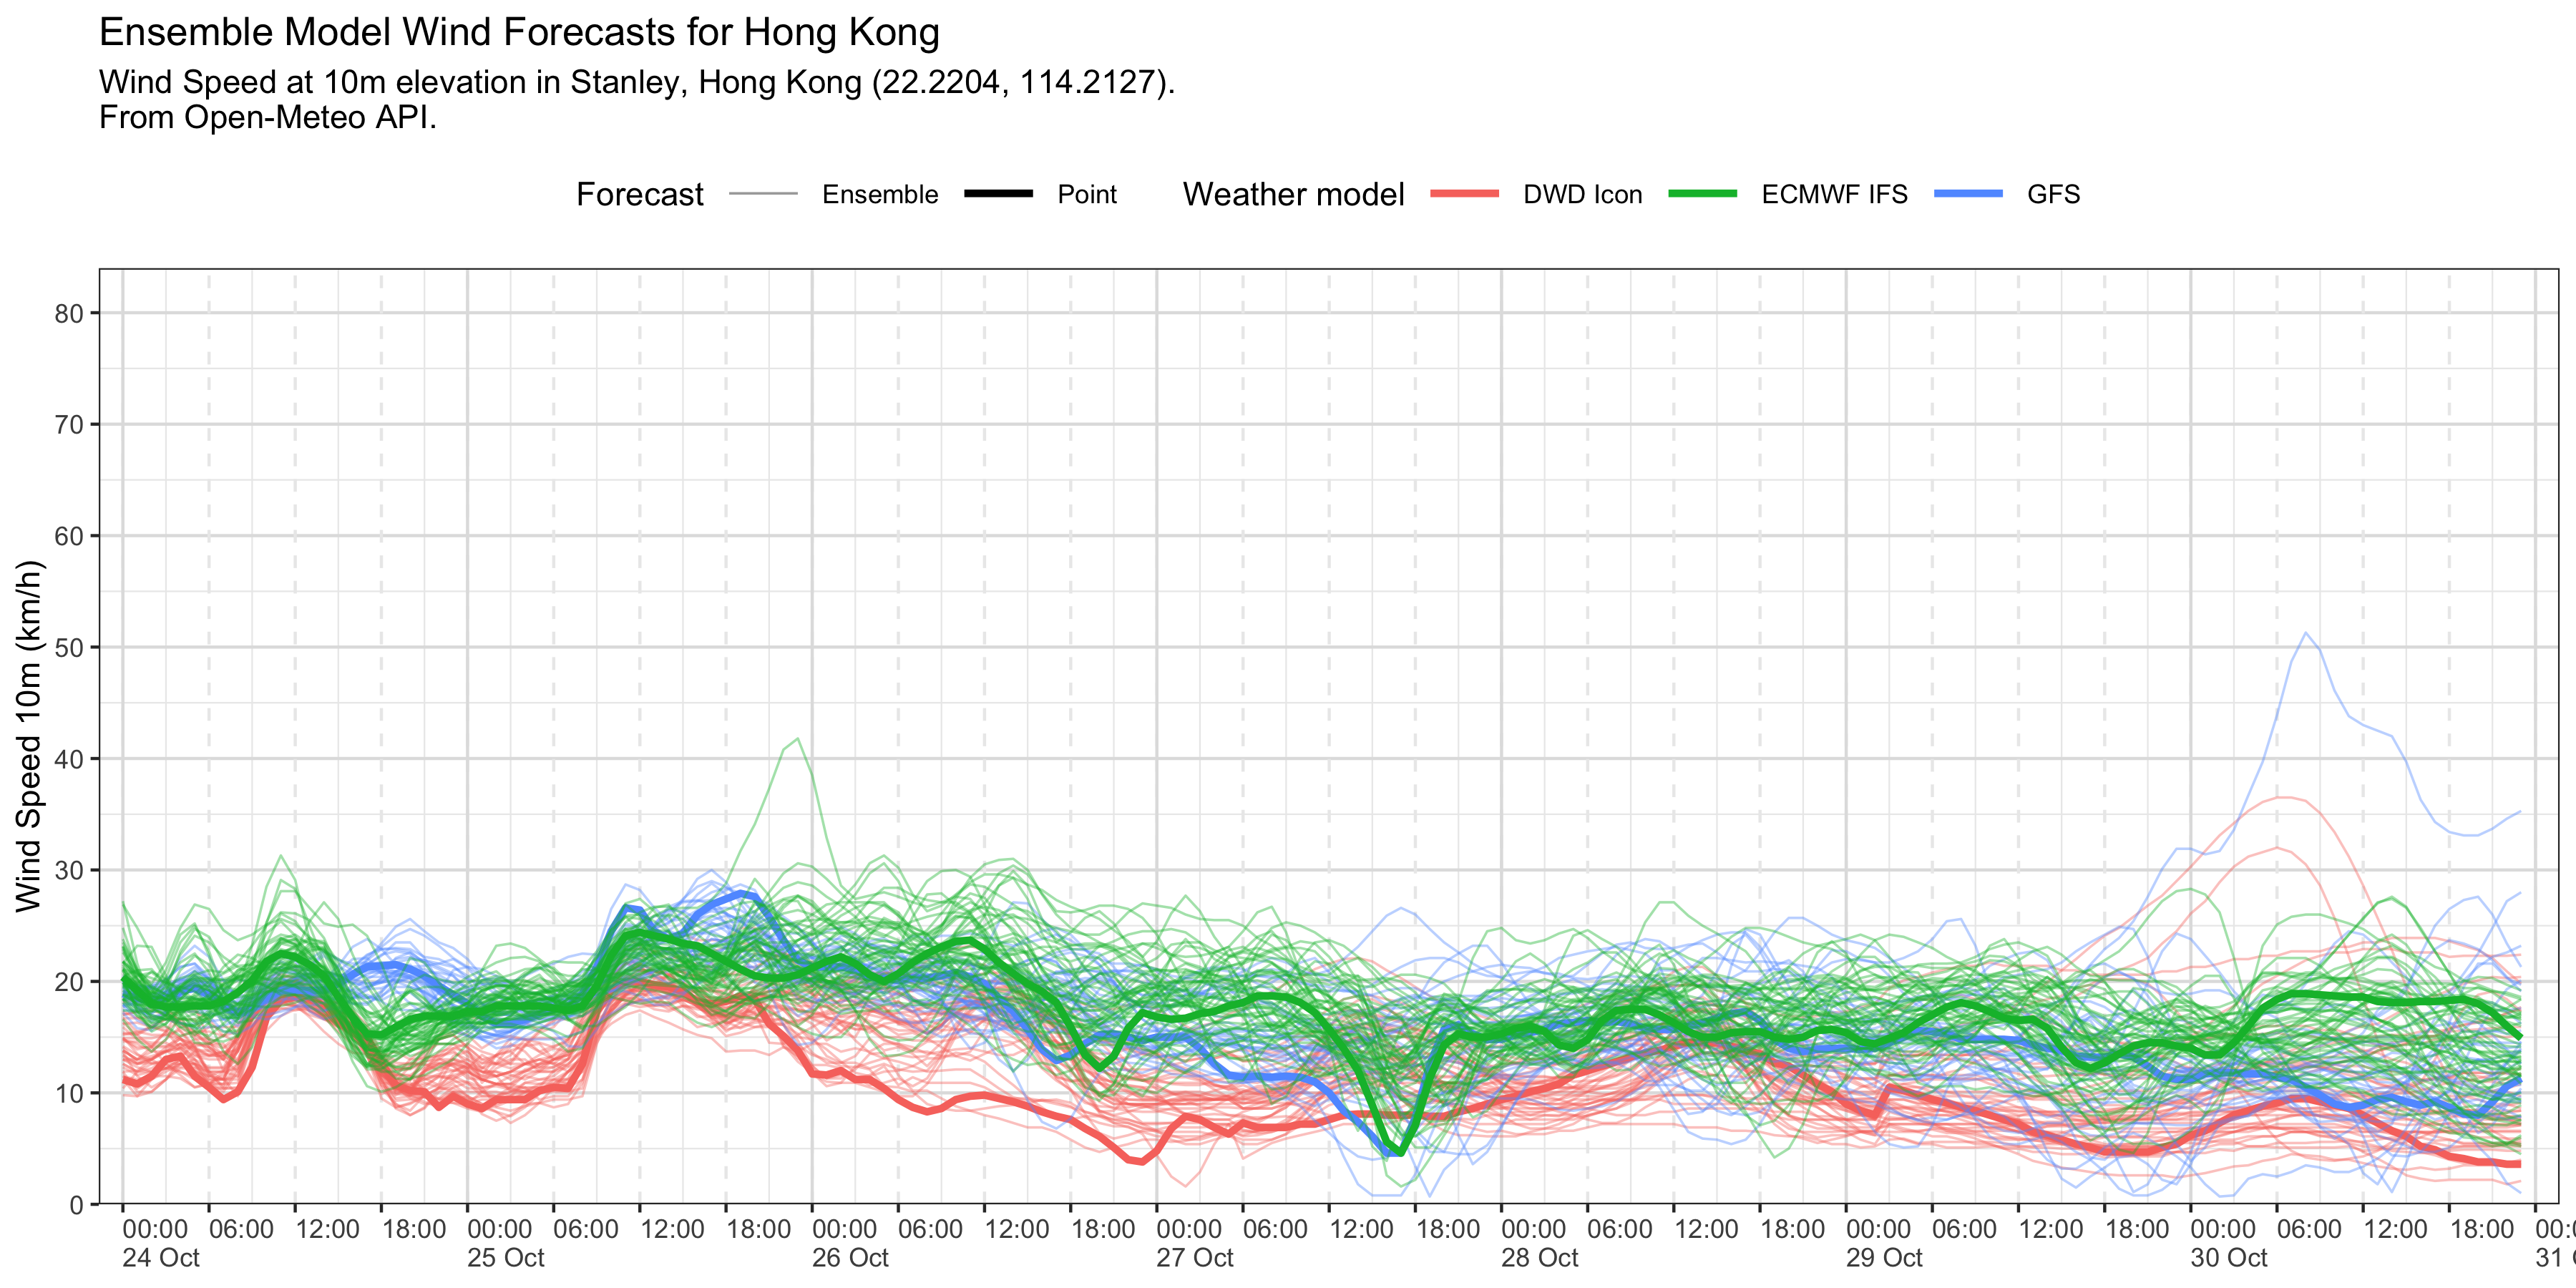 Ensemble Model Wind Forecasts for Hong Kong
Wind Speed at 10m elevation in Stanley, Hong Kong (22.2204, 114.2127).
From Open-Meteo API.
Forecast Ensemble Point Weather model DWD Icon ECMWF IFS GFS
Wind Speed 10m (km/h)
80
70
60
50
40
30
20
10
0
00:00 06:00 12:00 18:00 00:00 06:00 12:00 18:00 00:00 06:00 12:00 18:00 00:00 06:00 12:00 18:00 00:00 06:00 12:00 18:00 00:00 06:00 12:00 18:00 00:00 06:00 12:00 18:00
24 Oct 25 Oct 26 Oct 27 Oct 28 Oct 29 Oct 30 Oct 31